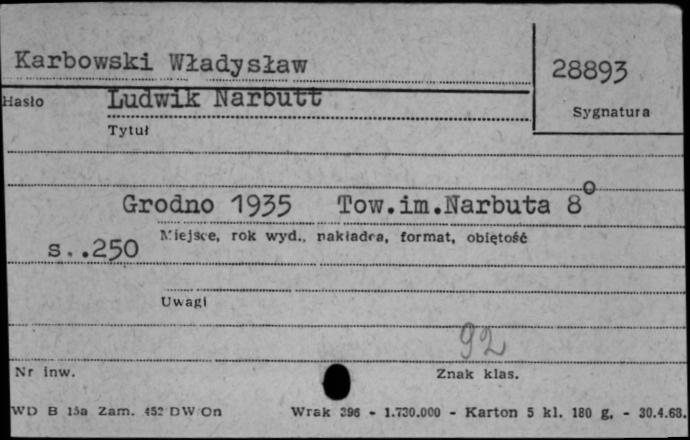 Karbowski Władysław
28893
Hasło
Ludwik Narbutt
Sygnatura
Tytuł
Grodno 1935 Tow.im.Narbuta 8°
Miejsce, rok wyd., nakładca, format, objętość
s..250
Uwagi
92
Nr inw.
Znak klas.
WD B 15a Zam. 452 DW On
Wrak 396 - 1.730.000 - Karton 5 kl. 180 g. - 30.4.68.